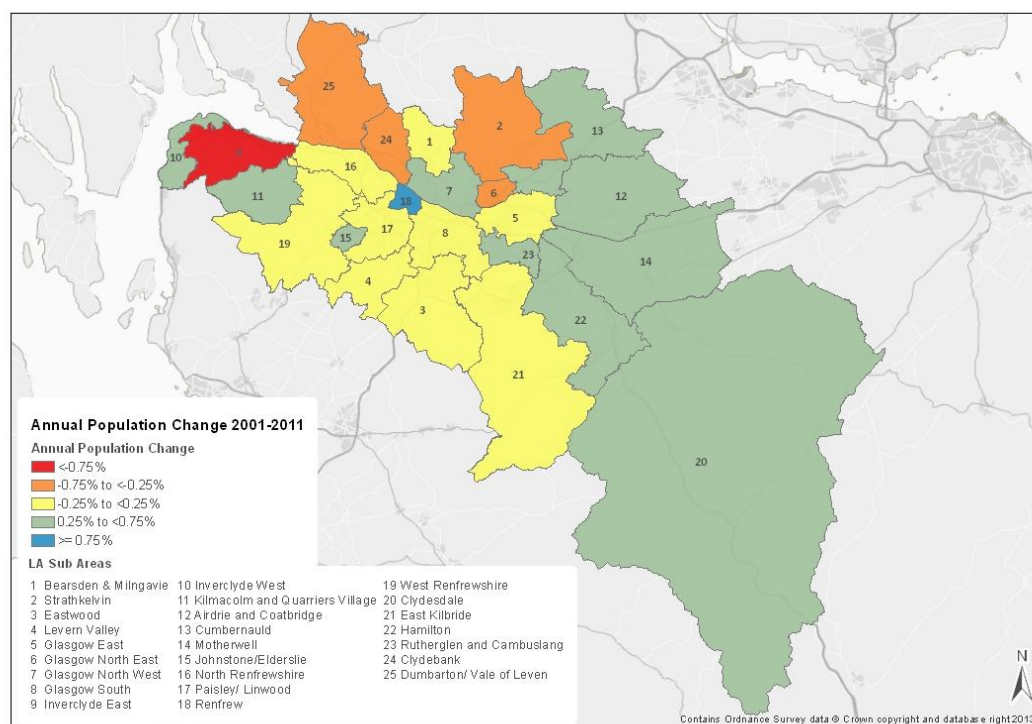 25
2
13
24
1
10
9
16
7
12
11
6
18
5
15
17
8
19
23
14
4
3
22
21
20
Annual Population Change 2001-2011
Annual Population Change
<-0.75%
-0.75% to <-0.25%
-0.25% to <0.25%
0.25% to <0.75%
>= 0.75%
LA Sub Areas
1 Bearsden & Milngavie
2 Strathkelvin
3 Eastwood
4 Levern Valley
5 Glasgow East
6 Glasgow North East
7 Glasgow North West
8 Glasgow South
9 Inverclyde East
10 Inverclyde West
11 Kilmacolm and Quarriers Village
12 Airdrie and Coatbridge
13 Cumbernauld
14 Motherwell
15 Johnstone/Elderslie
16 North Renfrewshire
17 Paisley/ Linwood
18 Renfrew
19 West Renfrewshire
20 Clydesdale
21 East Kilbride
22 Hamilton
23 Rutherglen and Cambuslang
24 Clydebank
25 Dumbarton/ Vale of Leven
N
Contains Ordnance Survey data © Crown copyright and database right 2013